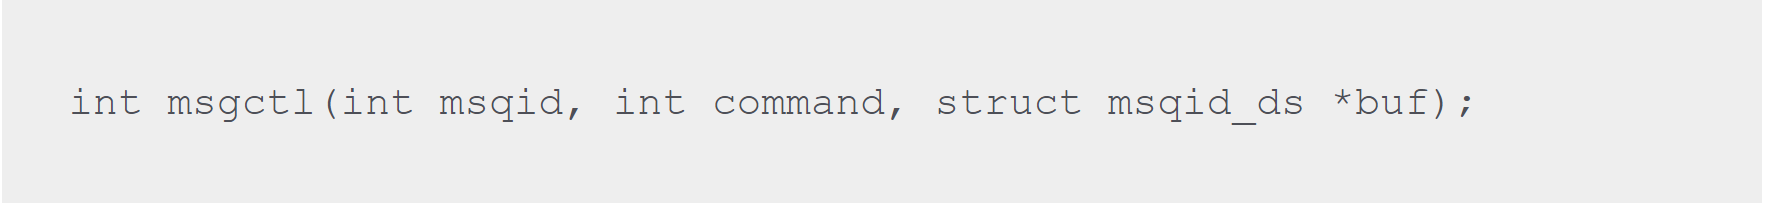 int msgctl(int msqid, int command, struct msqid_ds *buf);